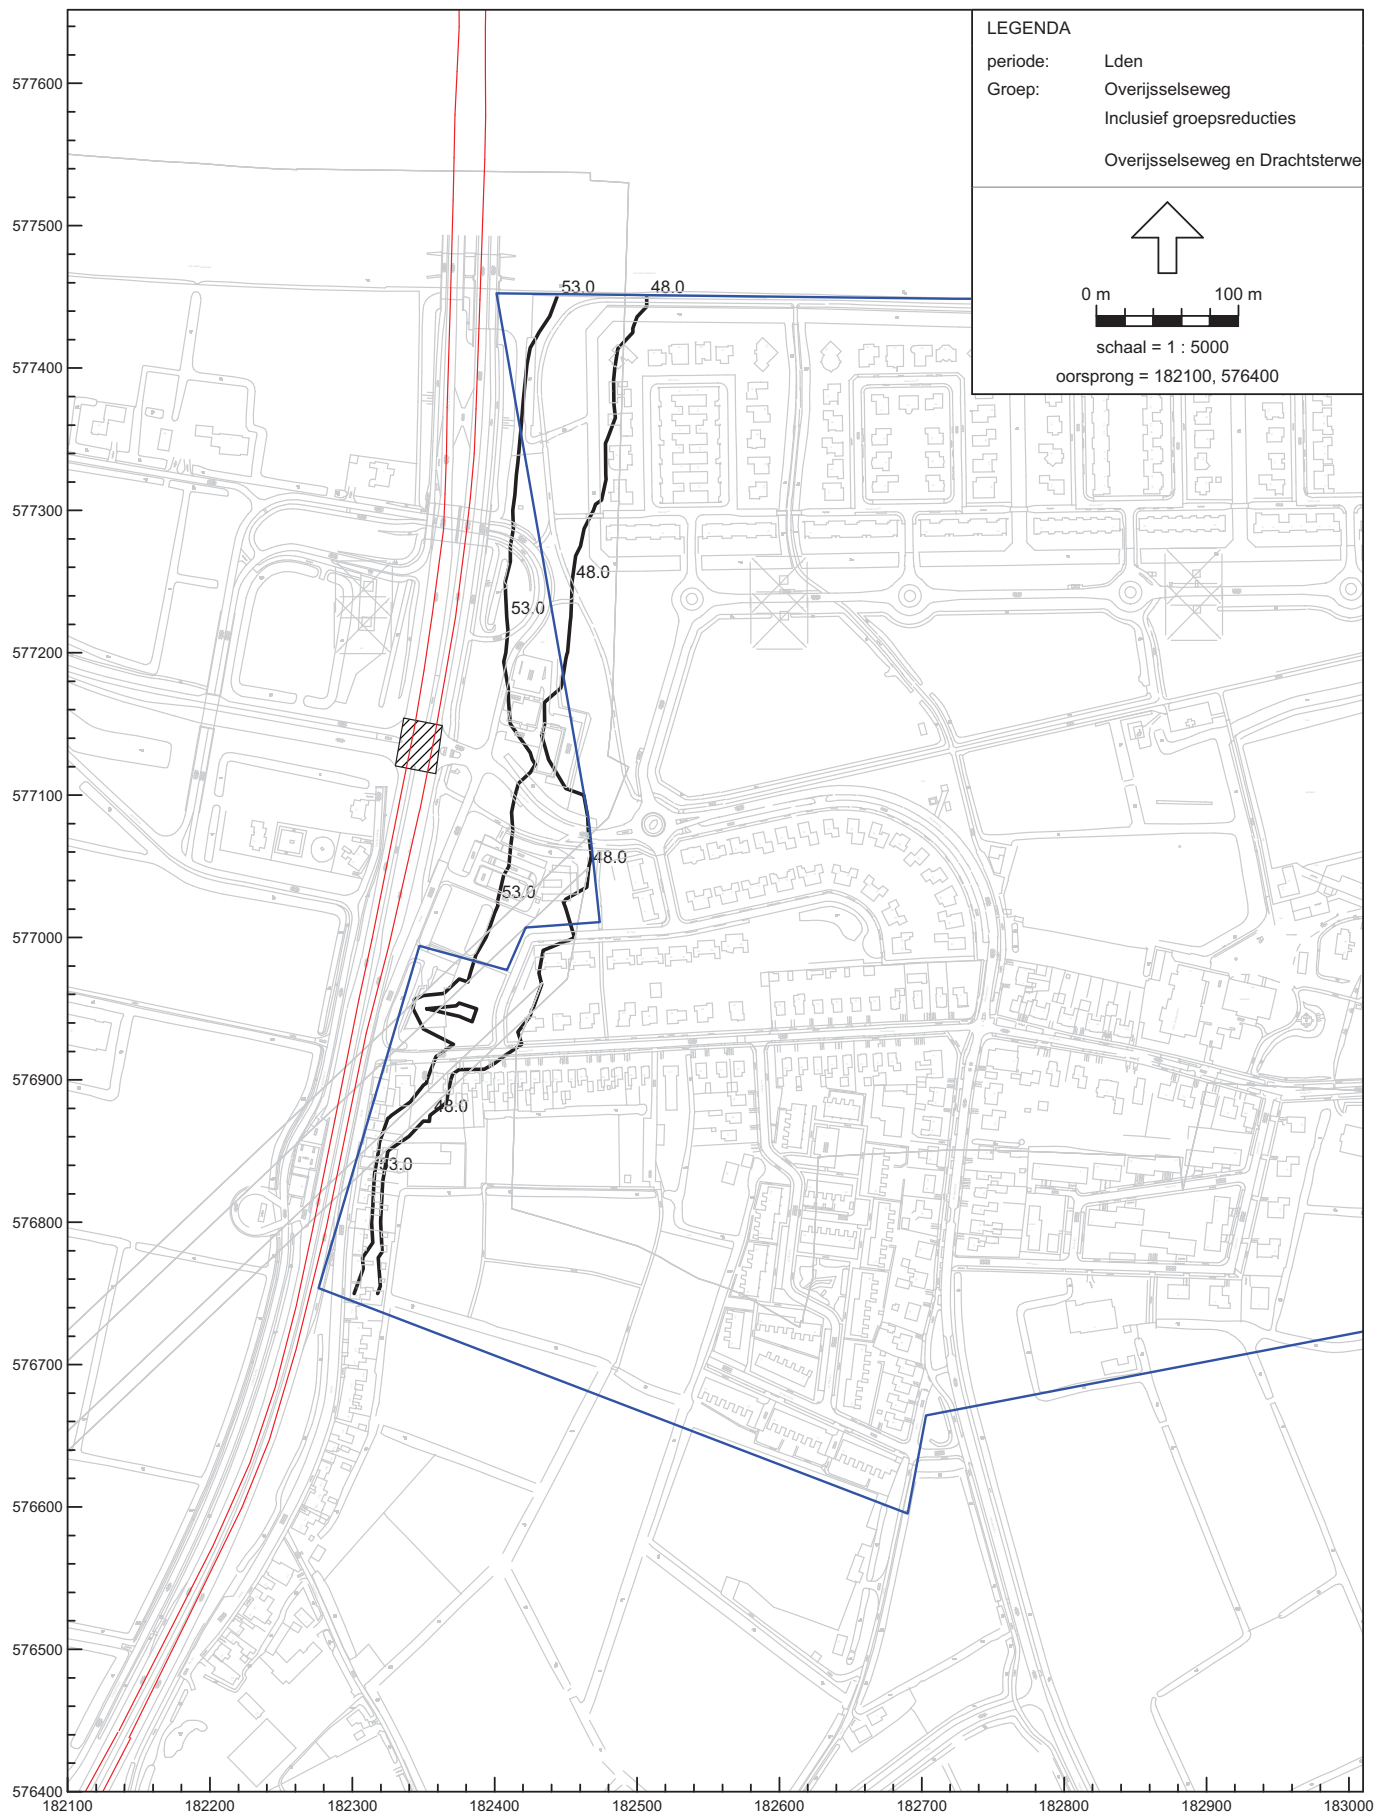 LEGENDA
periode: Lden
Groep: Overijsselseweg
Inclusief groepsreducties
Overijsselseweg en Drachtsterwe
0 m 100 m
schaal = 1 : 5000
oorsprong = 182100, 576400
577600
577500
53.0 48.0
577400
577300
48.0
53.0
577200
577100
48.0
53.0
577000
576900
48.0
53.0
576800
576700
576600
576500
576400
182100 182200 182300 182400 182500 182600 182700 182800 182900 183000